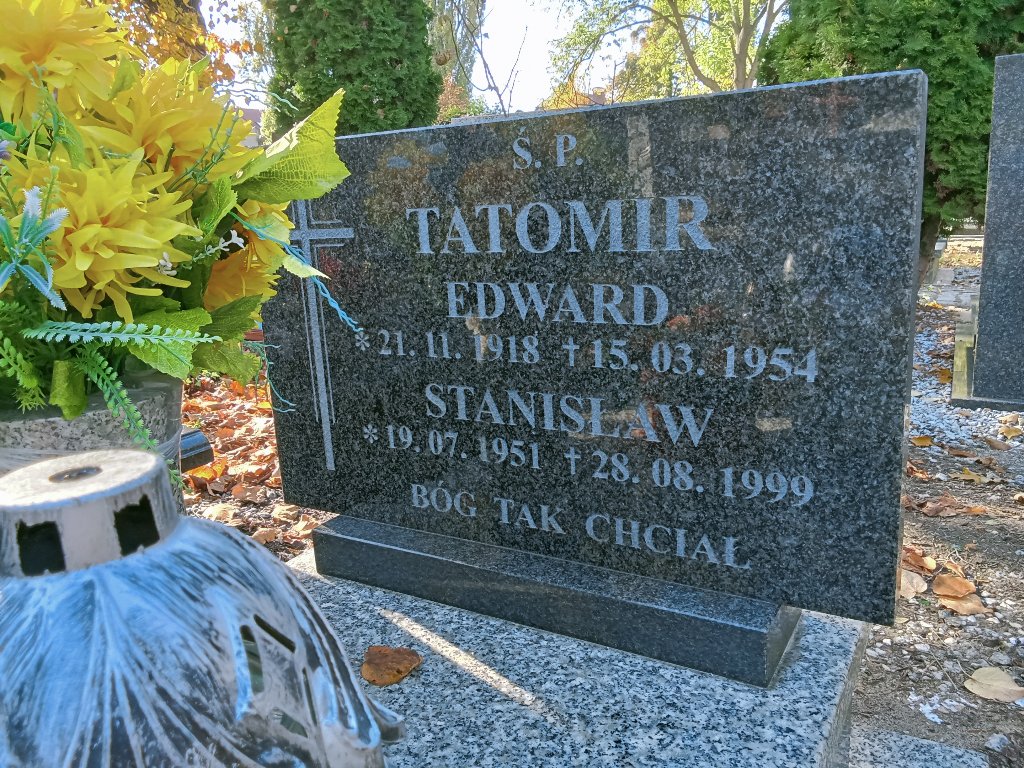 Ś. P.
TATOMIR
EDWARD
* 21. 11. 1918 † 15. 03. 1954
STANISŁAW
* 19. 07. 1951 † 28. 08. 1999
BÓG TAK CHCIAŁ